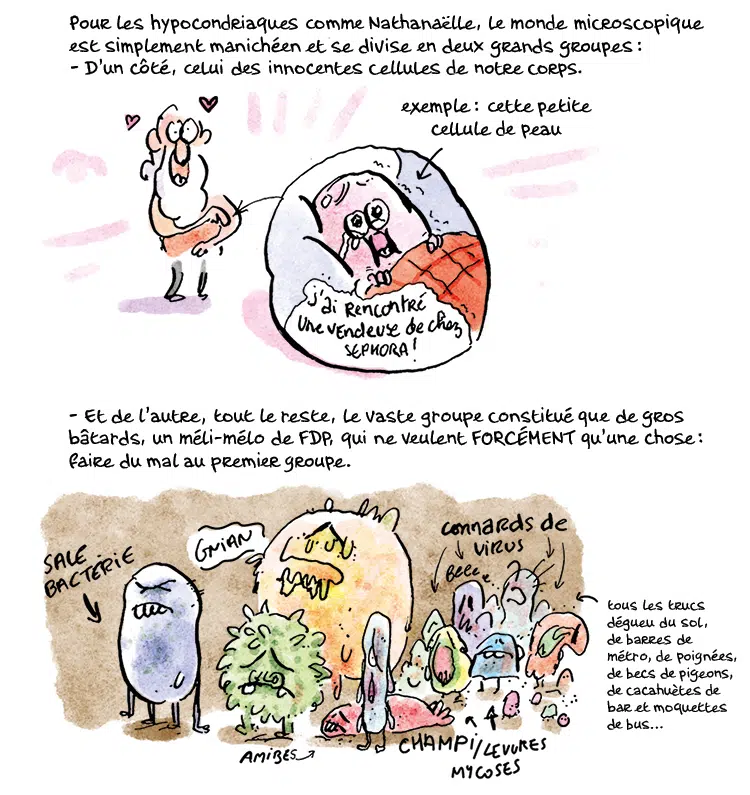 Pour les hypocondriaques comme Nathanaëlle, le monde microscopique
est simplement manichéen et se divise en deux grands groupes :
- D'un côté, celui des innocentes cellules de notre corps.
exemple : cette petite
cellule de peau
J'ai rencontré
une vendeuse de chez
SEPHORA !
- Et de l'autre, tout le reste, le vaste groupe constitué que de gros
bâtards, un méli-mélo de FDP, qui ne veulent FORCÉMENT qu'une chose :
faire du mal au premier groupe.
SALE
BACTÉRIE
GNIAN
connards de
virus
Beee
tous les trucs
dégueu du sol,
de barres de
métro, de poignées,
de becs de pigeons,
de cacahuètes de
bar et moquettes
de bus...
AMIBES
CHAMPI/LEVURES
MYCOSES